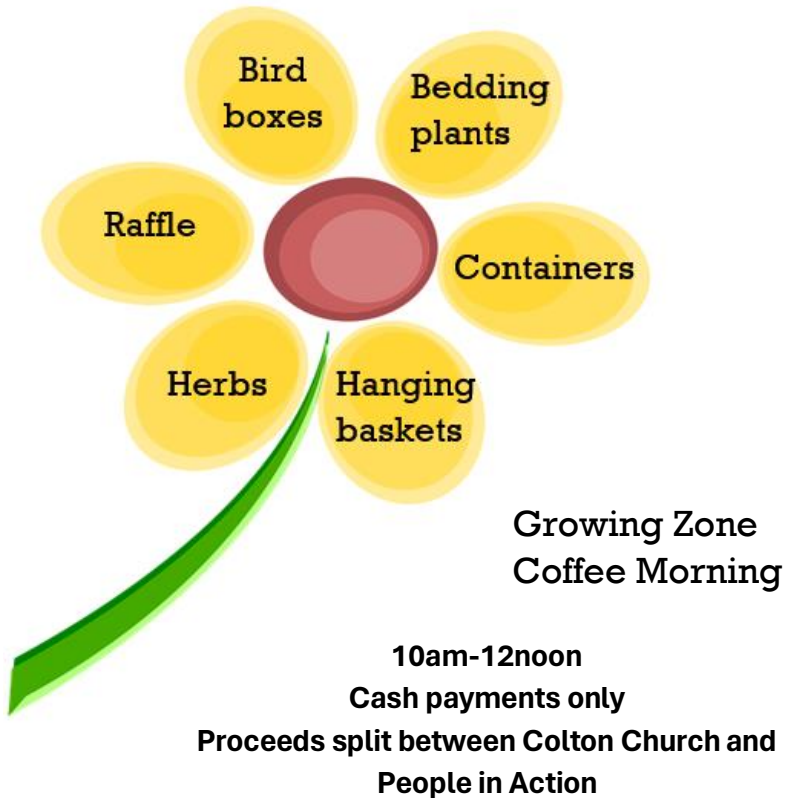 Bird
boxes
Bedding
plants
Raffle
Containers
Herbs
Hanging
baskets
Growing Zone
Coffee Morning
10am-12noon
Cash payments only
Proceeds split between Colton Church and
People in Action